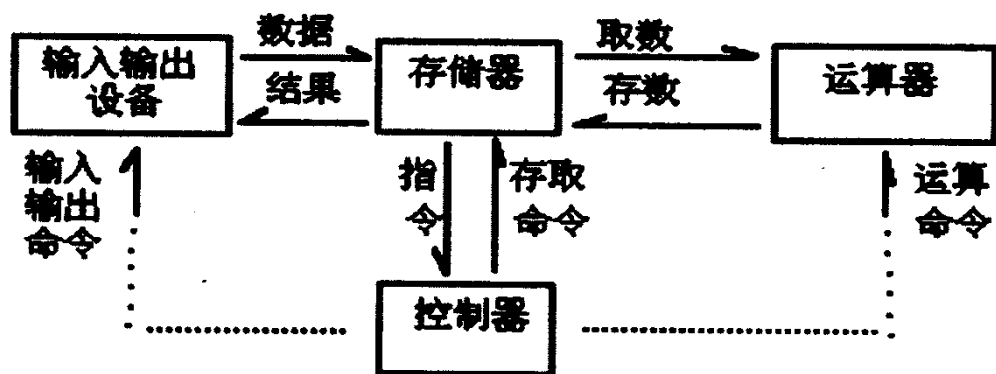 输入输出
设备
数据
结果
存储器
取数
存数
运算器
输入
输出
命令
指
令
存取
命令
运算
命令
控制器